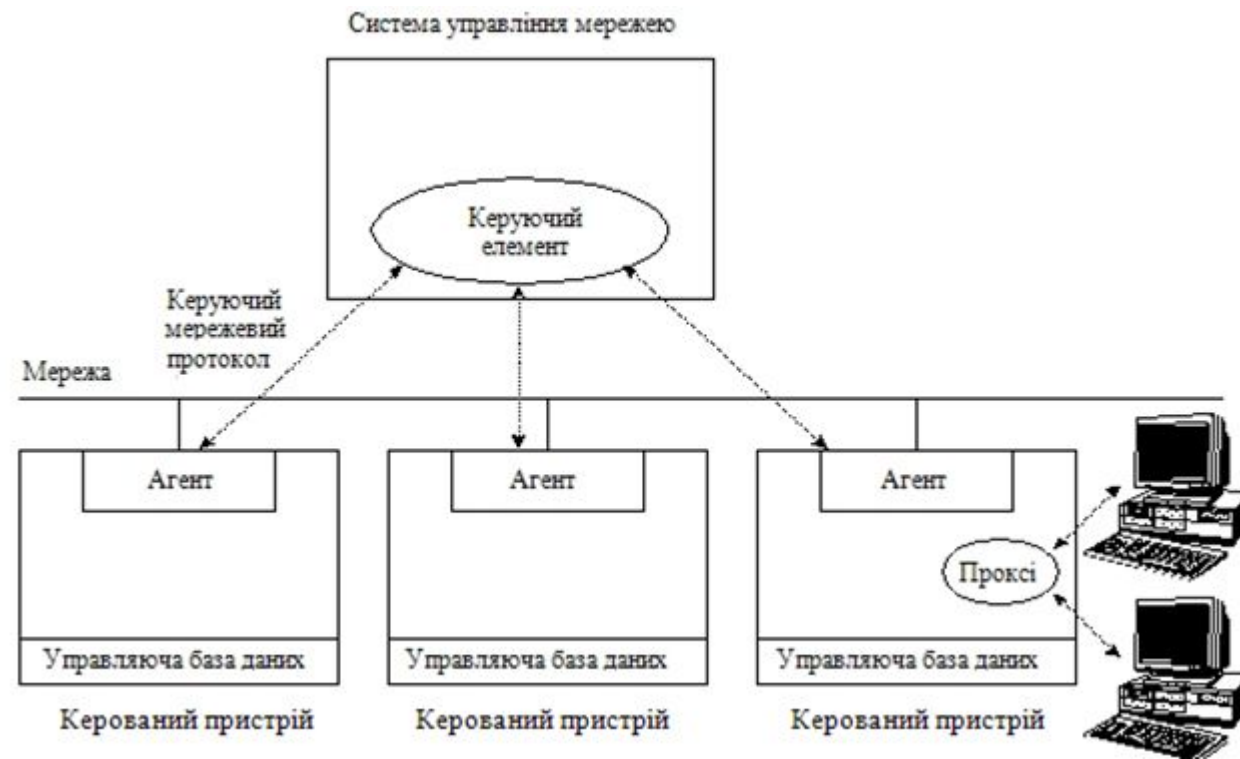 Система управління мережею
Керуючий
елемент
Керуючий
мережевий
протокол
Мережа
Агент
Агент
Агент
Проксі
Управляюча база даних
Управляюча база даних
Управляюча база даних
Керований пристрій
Керований пристрій
Керований пристрій